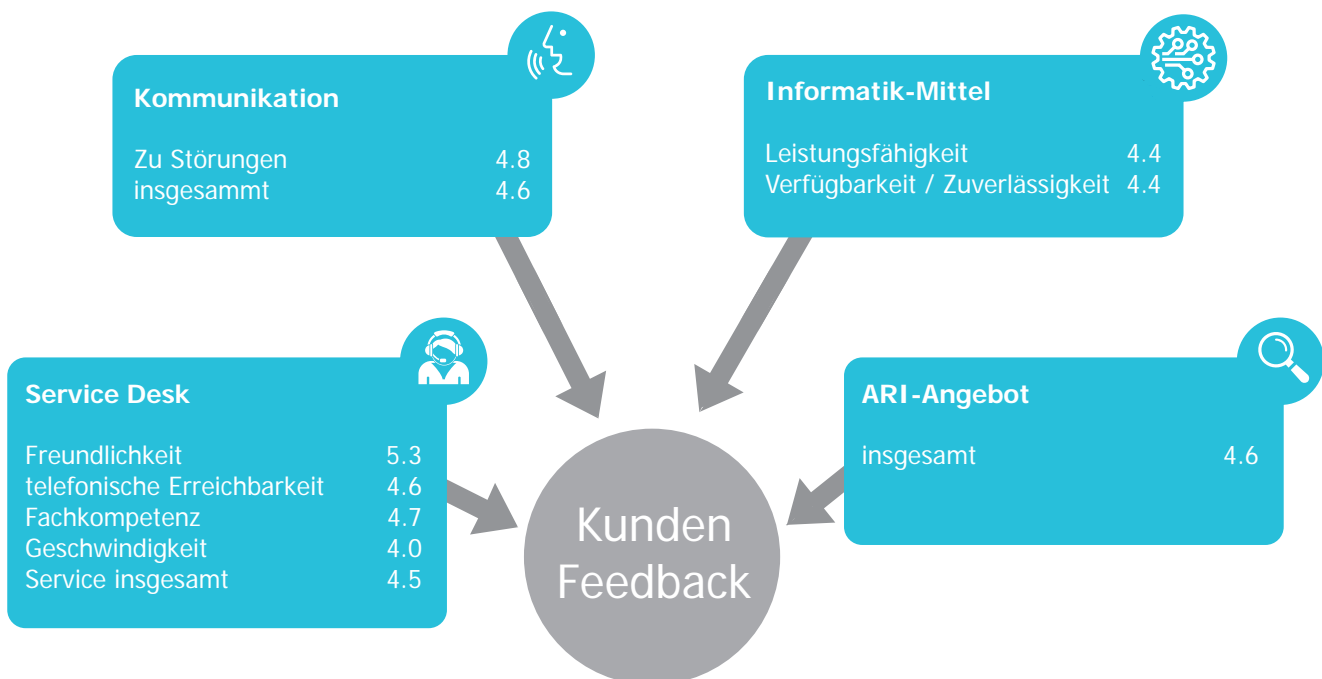 Kommunikation
Zu Störungen 4.8
insgesammt 4.6
Informatik-Mittel
Leistungsfähigkeit 4.4
Verfügbarkeit / Zuverlässigkeit 4.4
Service Desk
Freundlichkeit 5.3
telefonische Erreichbarkeit 4.6
Fachkompetenz 4.7
Geschwindigkeit 4.0
Service insgesamt 4.5
ARI-Angebot
insgesamt 4.6
Kunden
Feedback